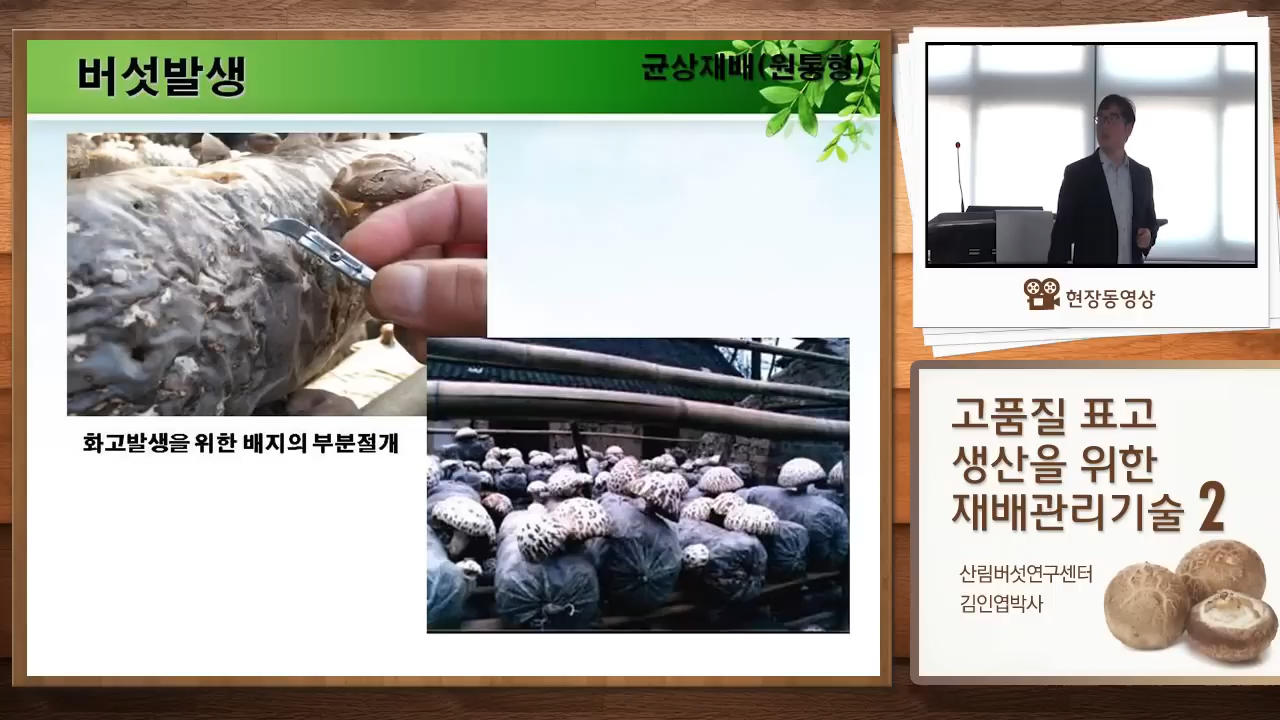 버섯발생
균상재배(원통형)
화고발생을 위한 배지의 부분절개
현장동영상
고품질 표고
생산을 위한
재배관리기술 2
산림버섯연구센터
김인엽박사